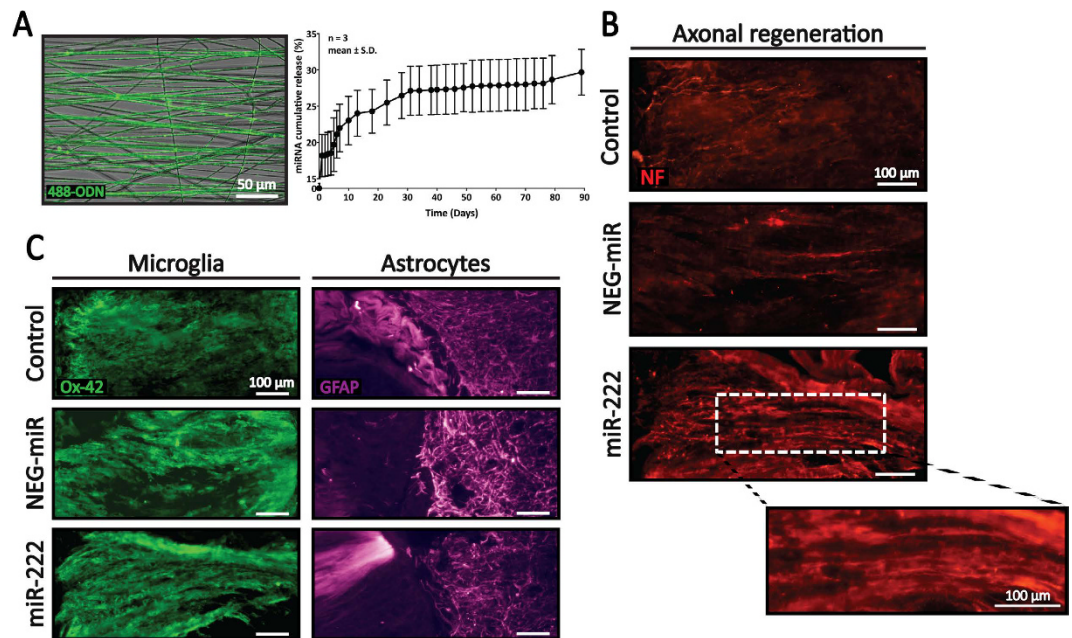 A
488-ODN
50 µm
n = 3
mean ± S.D.
miRNA cumulative release (%)
35
30
25
20
15
0
0 10 20 30 40 50 60 70 80 90
Time (Days)
B
Axonal regeneration
Control
NF
100 µm
NEG-miR
miR-222
100 µm
C
Microglia
Astrocytes
Control
Ox-42
100 µm
GFAP
NEG-miR
miR-222